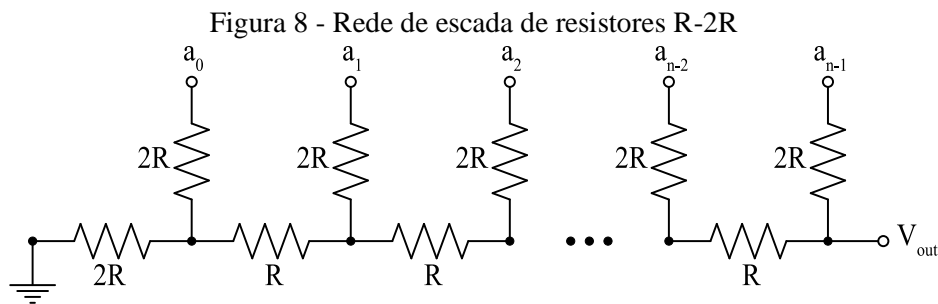 Figura 8 - Rede de escada de resistores R-2R
a0 a1 a2 an-2 an-1
2R 2R 2R 2R 2R
2R R R R Vout